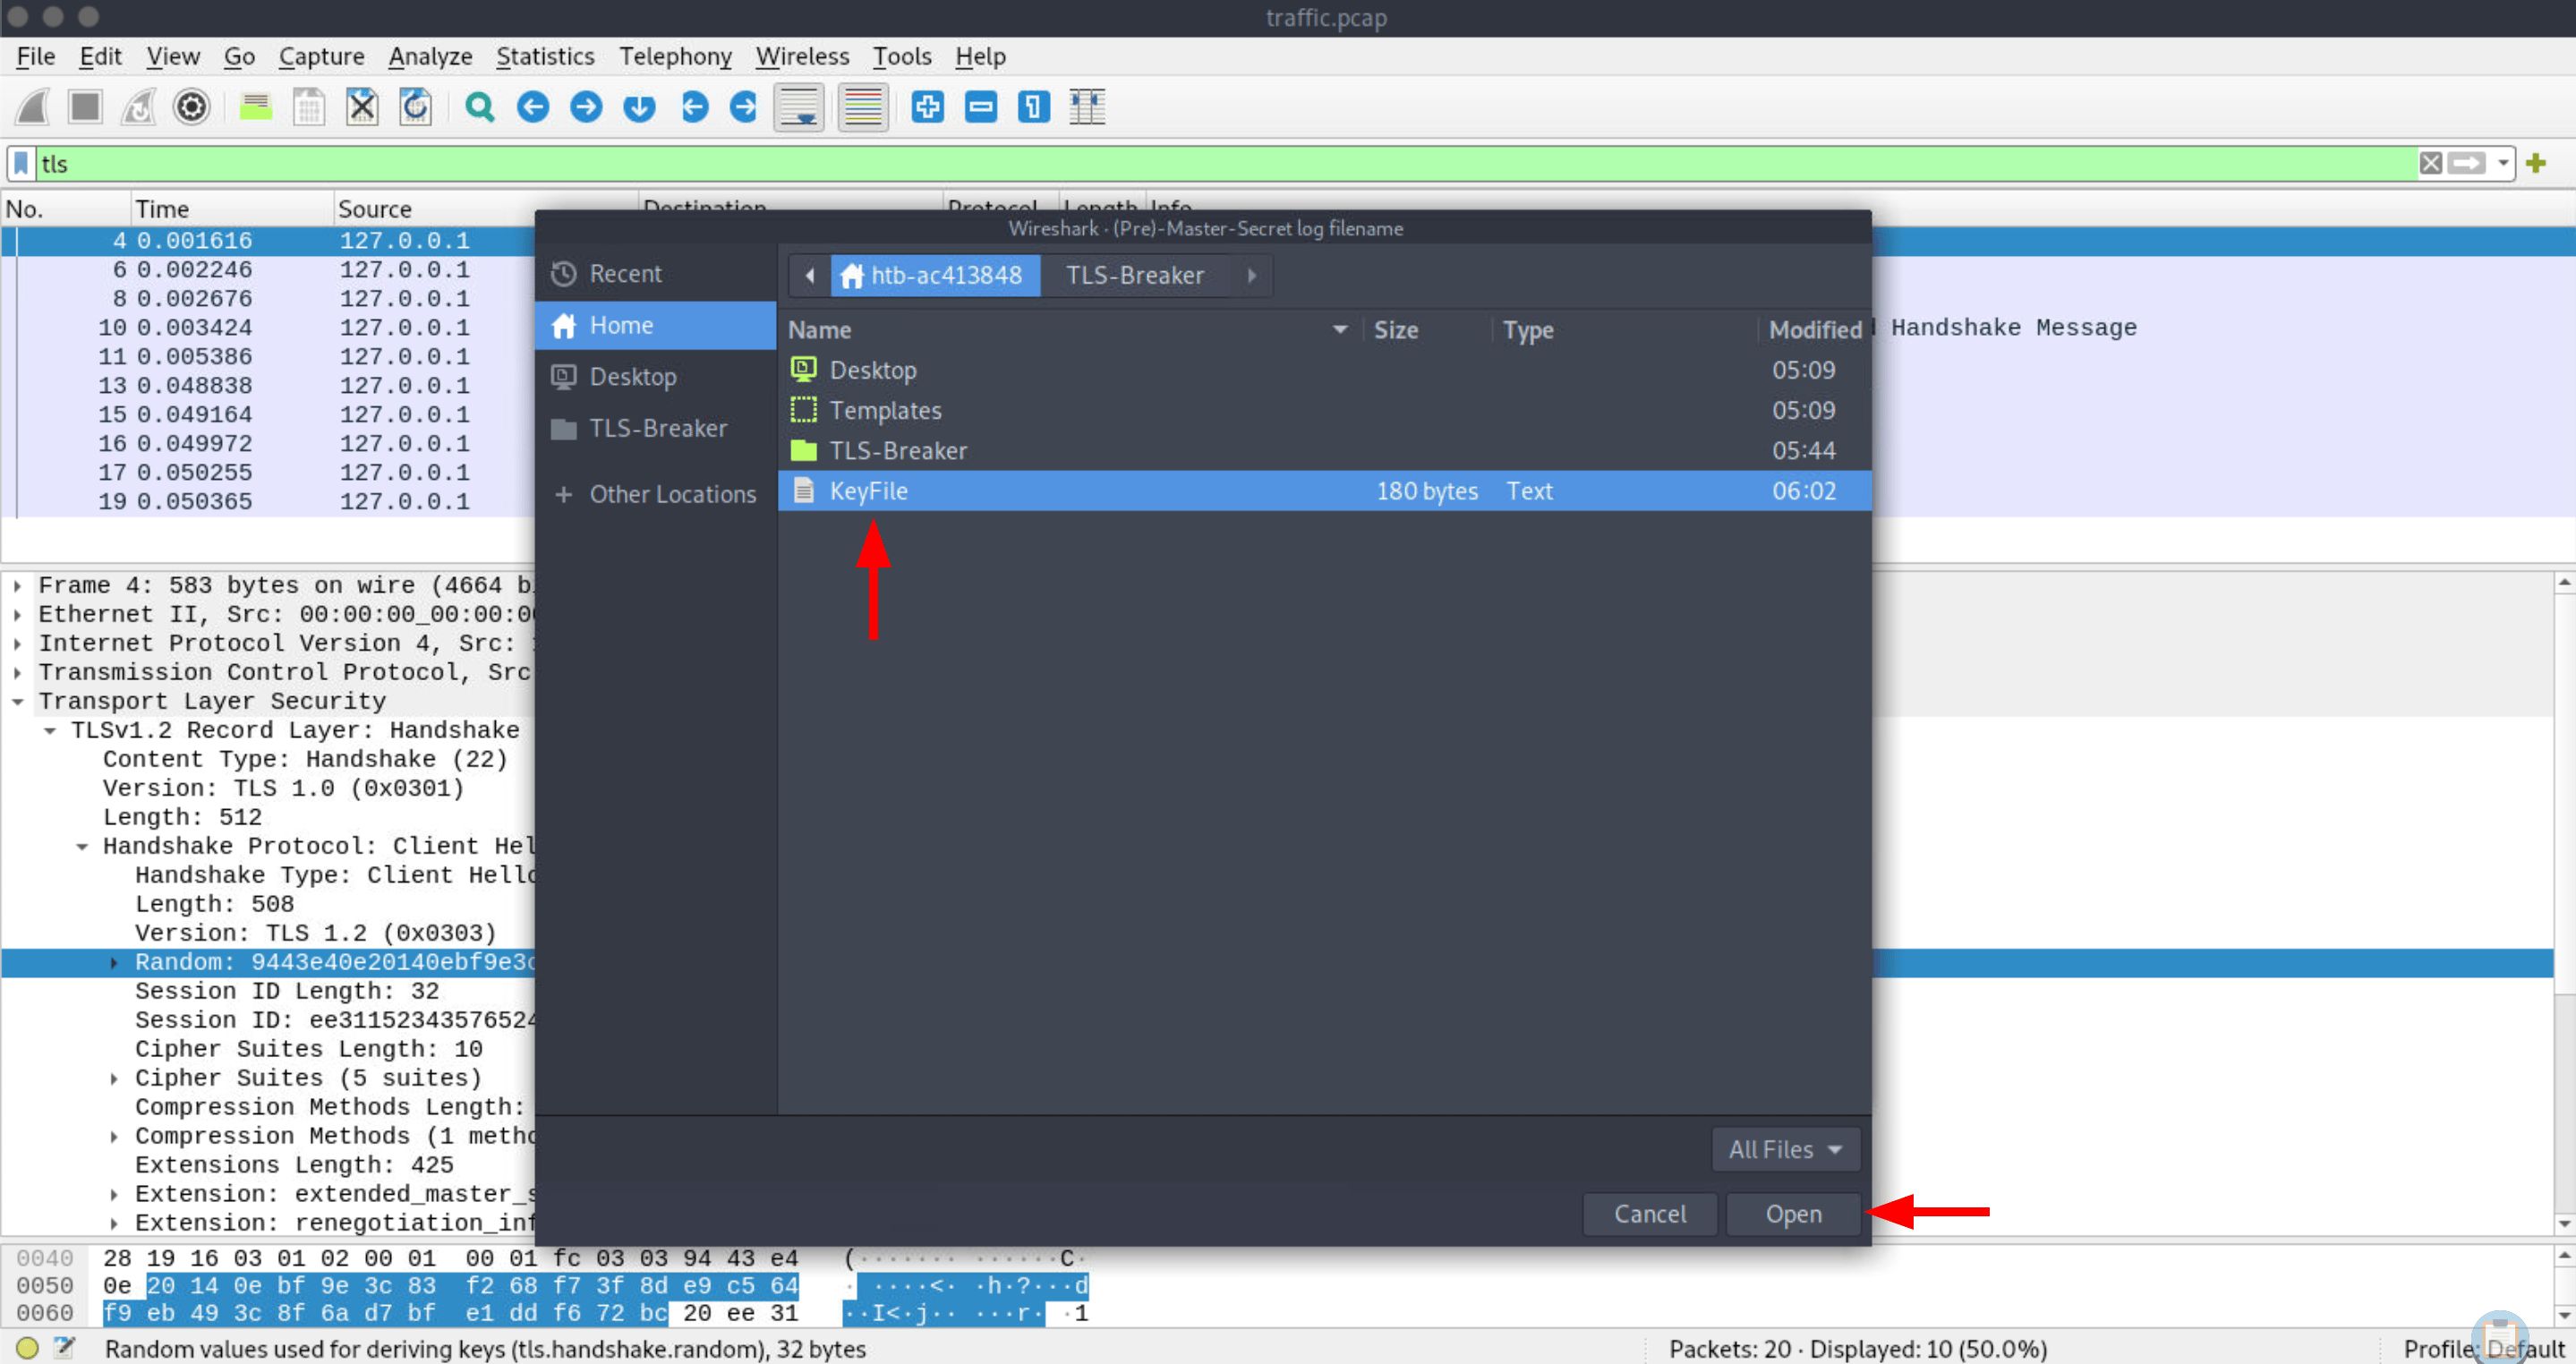 traffic.pcap
File Edit View Go Capture Analyze Statistics Telephony Wireless Tools Help
tls
No. Time Source Destination Protocol Length Info
4 0.001616 127.0.0.1
6 0.002246 127.0.0.1
8 0.002676 127.0.0.1
10 0.003424 127.0.0.1 Handshake Message
11 0.005386 127.0.0.1
13 0.048838 127.0.0.1
15 0.049164 127.0.0.1
16 0.049972 127.0.0.1
17 0.050255 127.0.0.1
19 0.050365 127.0.0.1
Wireshark · (Pre)-Master-Secret log filename
Recent
Home
Desktop
TLS-Breaker
+ Other Locations
htb-ac413848 TLS-Breaker
Name Size Type Modified
Desktop 05:09
Templates 05:09
TLS-Breaker 05:44
KeyFile 180 bytes Text 06:02
All Files
Cancel Open
Frame 4: 583 bytes on wire (4664 b
Ethernet II, Src: 00:00:00_00:00:00
Internet Protocol Version 4, Src:
Transmission Control Protocol, Src
Transport Layer Security
TLSv1.2 Record Layer: Handshake
Content Type: Handshake (22)
Version: TLS 1.0 (0x0301)
Length: 512
Handshake Protocol: Client Hel
Handshake Type: Client Hello
Length: 508
Version: TLS 1.2 (0x0303)
Random: 9443e40e20140ebf9e3c
Session ID Length: 32
Session ID: ee31152343576524
Cipher Suites Length: 10
Cipher Suites (5 suites)
Compression Methods Length:
Compression Methods (1 metho
Extensions Length: 425
Extension: extended_master_s
Extension: renegotiation_inf
0040 28 19 16 03 01 02 00 01 00 01 fc 03 03 94 43 e4 (······· ······C·
0050 0e 20 14 0e bf 9e 3c 83 f2 68 f7 3f 8d e9 c5 64 · ····<· ·h·?···d
0060 f9 eb 49 3c 8f 6a d7 bf e1 dd f6 72 bc 20 ee 31 ··I<·j·· ···r· ·1
Random values used for deriving keys (tls.handshake.random), 32 bytes Packets: 20 · Displayed: 10 (50.0%) Profile: Default